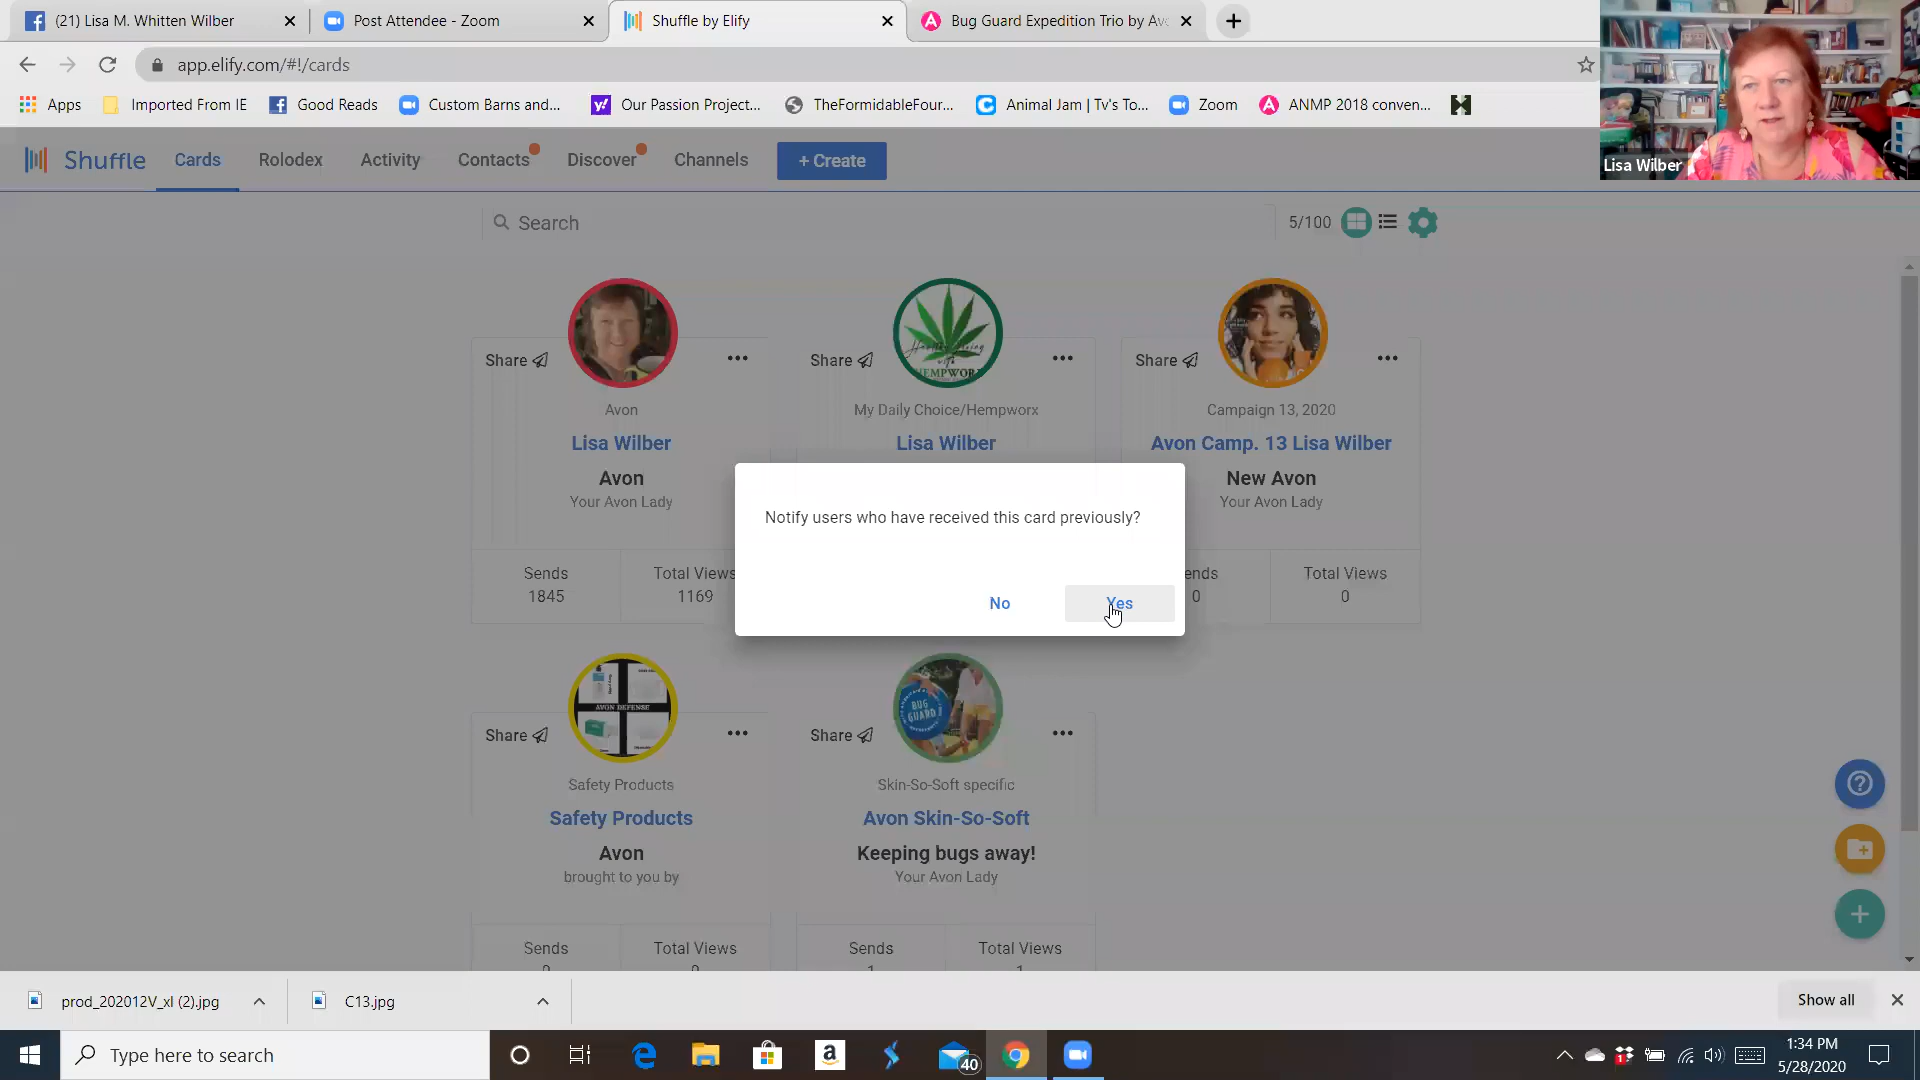 (21) Lisa M. Whitten Wilber
Post Attendee - Zoom
Shuffle by Elify
Bug Guard Expedition Trio by Avo
app.elify.com/#!/cards
Apps
Imported From IE
Good Reads
Custom Barns and...
Our Passion Project...
TheFormidableFour...
Animal Jam | Tv's To...
Zoom
ANMP 2018 conven...
Lisa Wilber
Shuffle
Cards
Rolodex
Activity
Contacts
Discover
Channels
+ Create
Search
5/100
Share
Avon
Lisa Wilber
Avon
Your Avon Lady
Sends
1845
Total Views
1169
Share
My Daily Choice/Hempworx
Lisa Wilber
Share
Campaign 13, 2020
Avon Camp. 13 Lisa Wilber
New Avon
Your Avon Lady
ends
0
Total Views
0
Notify users who have received this card previously?
No
Yes
Share
AVON DEFENSE
Safety Products
Safety Products
Avon
brought to you by
Sends
Total Views
Share
BUG
GUARD
Skin-So-Soft specific
Avon Skin-So-Soft
Keeping bugs away!
Your Avon Lady
Sends
Total Views
prod_202012V_xl (2).jpg
C13.jpg
Show all
Type here to search
40
1:34 PM
5/28/2020